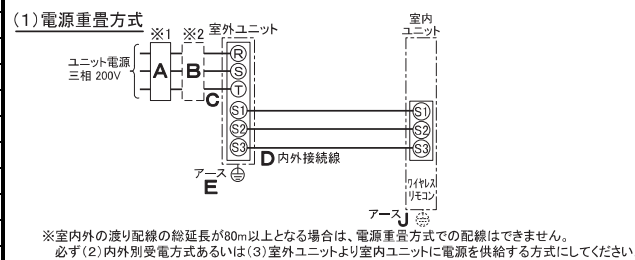 (1)電源重畳方式
※1 ※2 室外ユニット
室内
ユニット
ユニット電源
三相 200V
A
B
C
R
S
T
S1
S2
S3
S1
S2
S3
D 内外接続線
アース
E
ワイヤレス
リモコン
アース J
※室内外の渡り配線の総延長が80m以上となる場合は、電源重畳方式での配線はできません。
必ず(2)内外別受電方式あるいは(3)室外ユニットより室内ユニットに電源を供給する方式にしてください